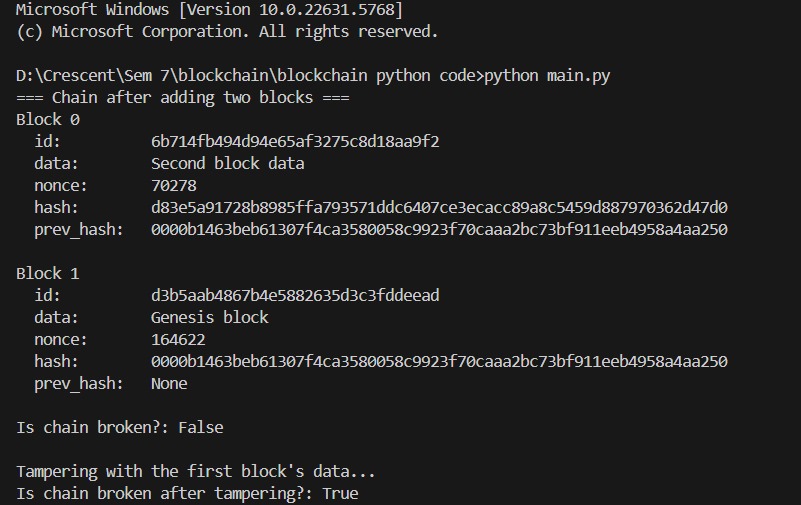 Microsoft Windows [Version 10.0.22631.5768]
(c) Microsoft Corporation. All rights reserved.
D:\Crescent\Sem 7\blockchain\blockchain python code>python main.py
=== Chain after adding two blocks ===
Block 0
id: 6b714fb494d94e65af3275c8d18aa9f2
data: Second block data
nonce: 70278
hash: d83e5a91728b8985ffa793571ddc6407ce3ecacc89a8c5459d887970362d47d0
prev_hash: 0000b1463beb61307f4ca3580058c9923f70caaa2bc73bf911eeb4958a4aa250
Block 1
id: d3b5aab4867b4e5882635d3c3fddeead
data: Genesis block
nonce: 164622
hash: 0000b1463beb61307f4ca3580058c9923f70caaa2bc73bf911eeb4958a4aa250
prev_hash: None
Is chain broken?: False
Tampering with the first block's data...
Is chain broken after tampering?: True